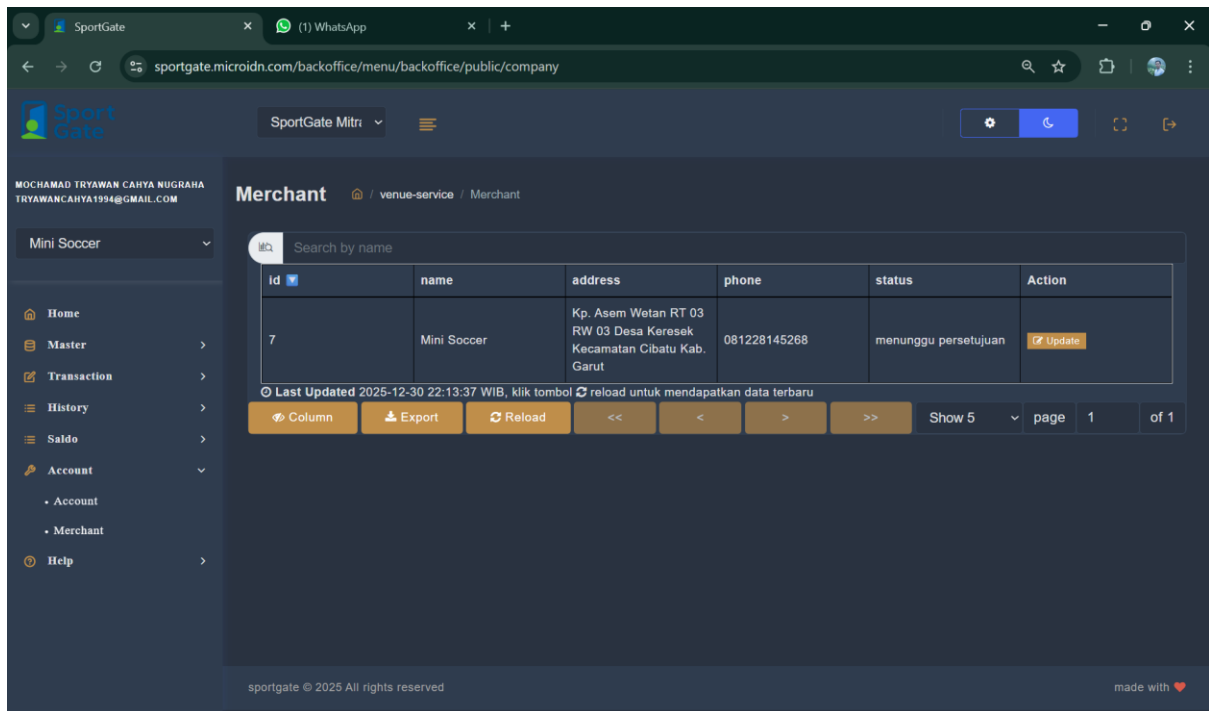 SportGate
(1) WhatsApp
sportgate.microidn.com/backoffice/menu/backoffice/public/company
Sport
Gate
SportGate Mitra
MOCHAMAD TRYAWAN CAHYA NUGRAHA
TRYAWANCAHYA1994@GMAIL.COM
Mini Soccer
Home
Master
Transaction
History
Saldo
Account
• Account
• Merchant
Help
Merchant / venue-service / Merchant
Search by name
id name address phone status Action
7 Mini Soccer Kp. Asem Wetan RT 03
RW 03 Desa Keresek
Kecamatan Cibatu Kab.
Garut
081228145268 menunggu persetujuan Update
Last Updated 2025-12-30 22:13:37 WIB, klik tombol reload untuk mendapatkan data terbaru
Column Export Reload << < > >> Show 5 page 1 of 1
sportgate © 2025 All rights reserved
made with